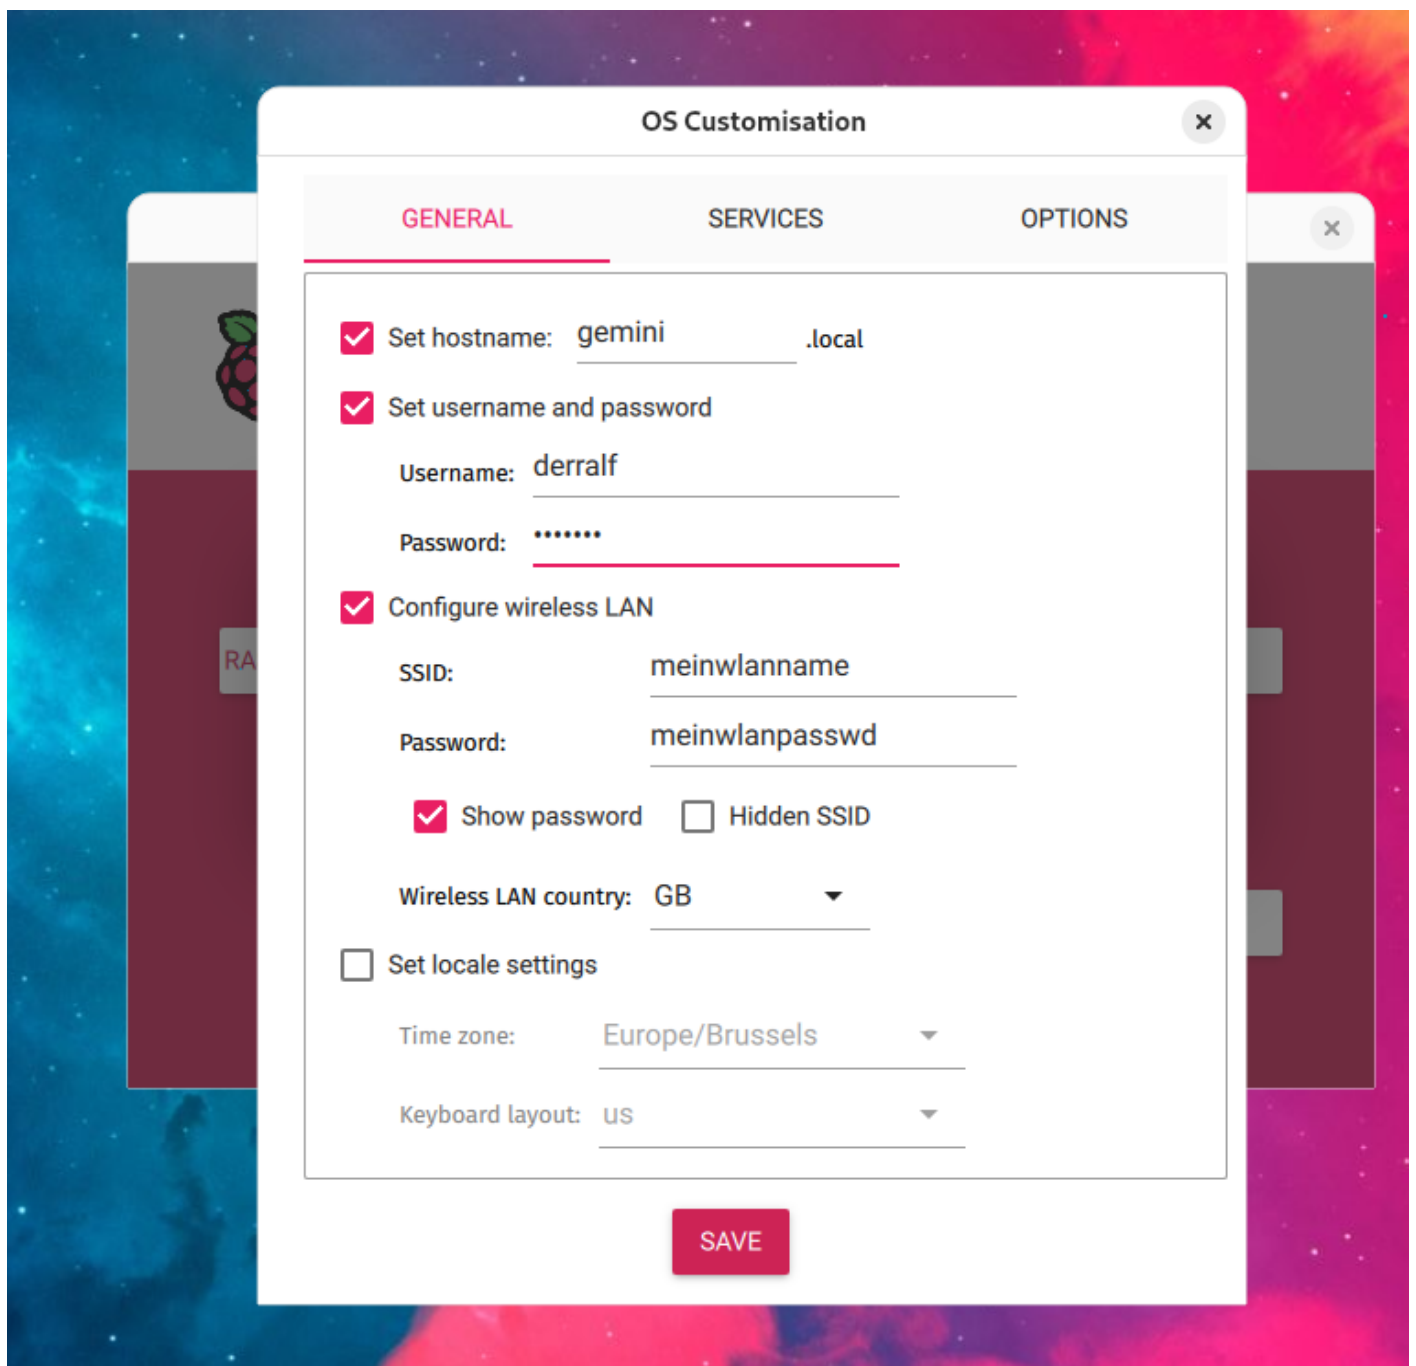 OS Customisation
GENERAL SERVICES OPTIONS
Set hostname: gemini .local
Set username and password
Username: derralf
Password: •••••••
Configure wireless LAN
SSID: meinwlanname
Password: meinwlanpasswd
Show password Hidden SSID
RA
Wireless LAN country: GB
Set locale settings
Time zone: Europe/Brussels
Keyboard layout: us
SAVE